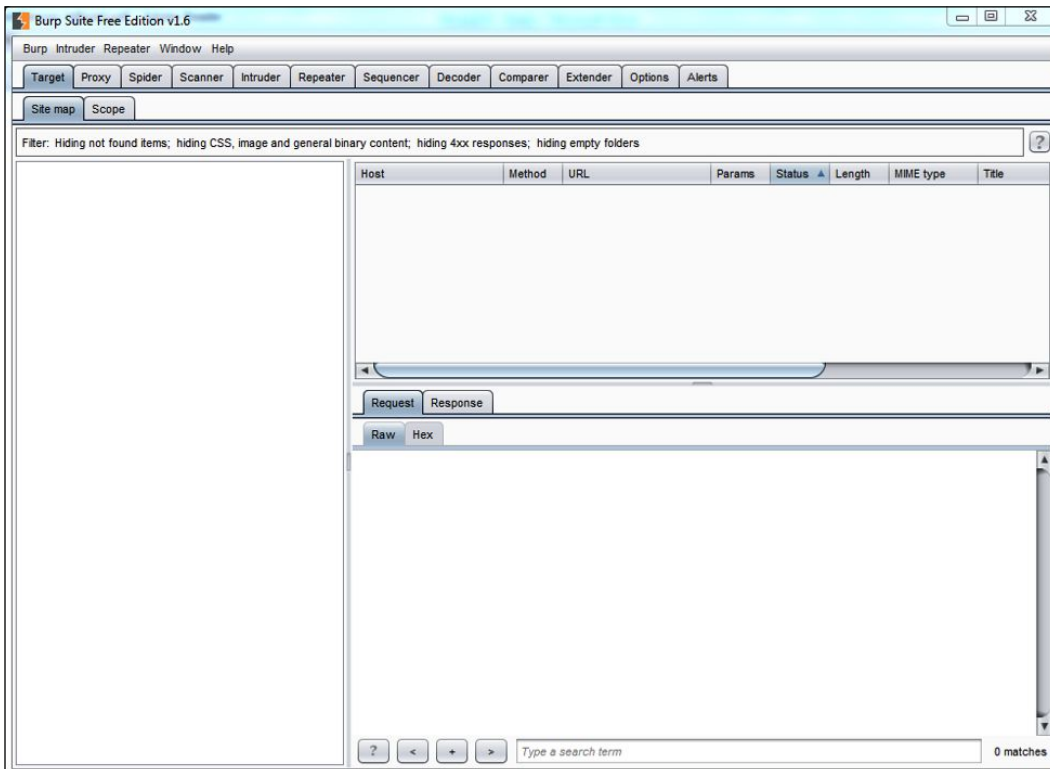 Burp Suite Free Edition v1.6
Burp Intruder Repeater Window Help
Target Proxy Spider Scanner Intruder Repeater Sequencer Decoder Comparer Extender Options Alerts
Site map Scope
Filter: Hiding not found items; hiding CSS, image and general binary content; hiding 4xx responses; hiding empty folders ?
Host Method URL Params Status Length MIME type Title
Request Response
Raw Hex
? < + > Type a search term 0 matches